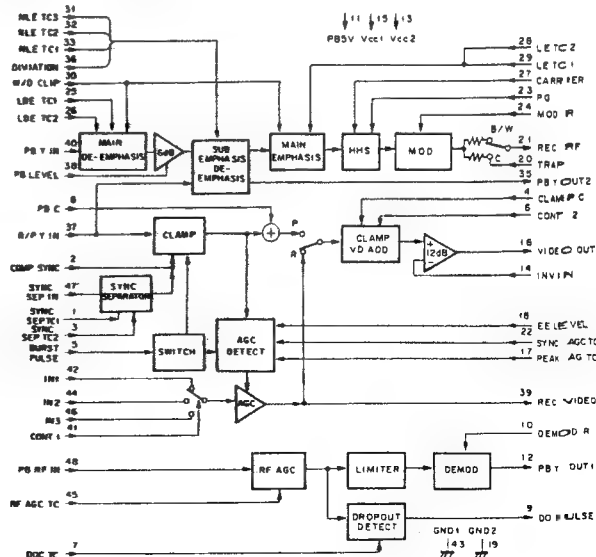 31
NLE TC3
32
NLE TC2
33
NLE TC1
36
DIVIATION
30
W/D CLIP
25
LDE TC1
26
LDE TC2
40
PB Y IN
38
PB LEVEL
8
PB C
37
R/P Y IN
2
COMP SYNC
SYNC 47
SEP IN
SYNC 1
SEP TC1
SYNC 3
SEP TC2
BURST 5
PULSE
42
IN1
44
IN2
46
IN3
41
CONT 1
48
PB RF IN
45
RF AGC TC
7
DOC TC
11 15 13
PB5V Vcc1 Vcc2
MAIN
DE-EMPHASIS
6dB
SUB
EMPHASIS
DE-
EMPHASIS
MAIN
EMPHASIS
HHS
MOD
B/W
C
CLAMP
P
R
CLAMP
VD ADD
+
12dB
−
SYNC
SEPARATOR
SWITCH
AGC
DETECT
AGC
RF AGC
LIMITER
DEMOD
DROPOUT
DETECT
GND1 GND2
43 19
28
LE TC2
29
LE TC1
27
CARRIER
23
PG
24
MOD R
21
REC RF
20
TRAP
35
PB Y OUT2
4
CLAMP C
6
CONT 2
16
VIDEO OUT
14
INV IN
18
EE LEVEL
22
SYNC AGC TC
17
PEAK AG TC
39
REC VIDEO
10
DEMOD R
12
PB Y OUT1
9
DO PULSE